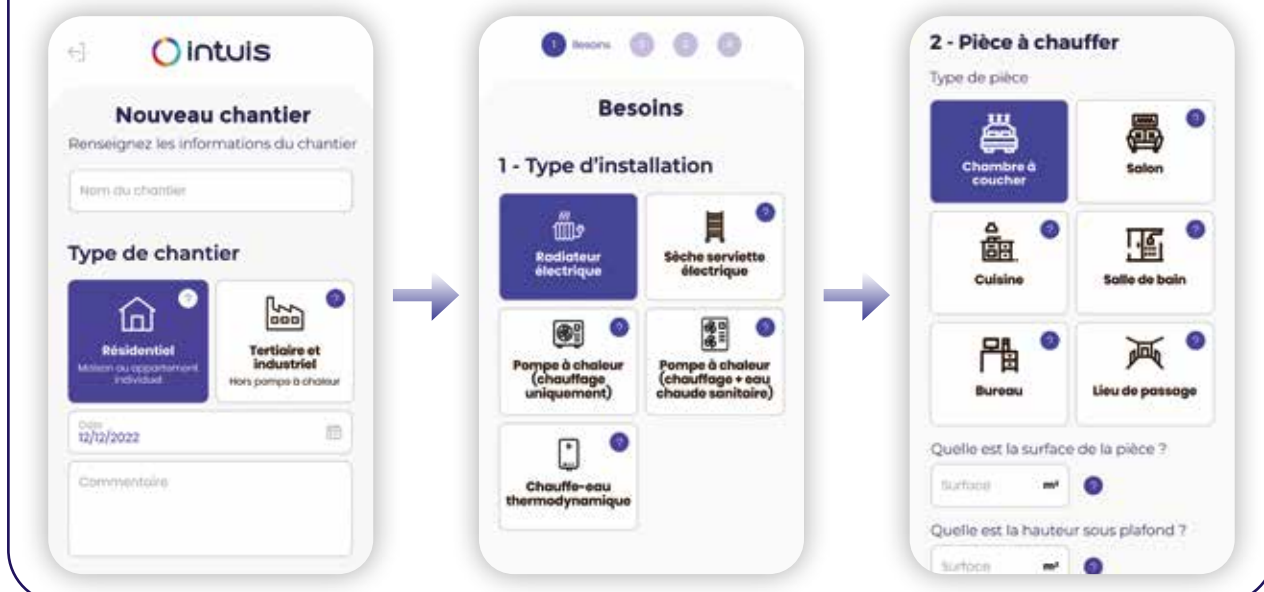 intuis
Nouveau chantier
Renseignez les informations du chantier
Nom du chantier
Type de chantier
?
?
Résidentiel
Maison ou appartement
individuel
Tertiaire et
industriel
Hors pompe à chaleur
Date
12/12/2022
Commentaire
1 Besoins
Besoins
1 - Type d'installation
?
Radiateur
électrique
Sèche serviette
électrique
?
?
Pompe à chaleur
(chauffage
uniquement)
Pompe à chaleur
(chauffage + eau
chaude sanitaire)
?
Chauffe-eau
thermodynamique
2 - Pièce à chauffer
Type de pièce
?
Chambre à
coucher
Salon
?
?
Cuisine
Salle de bain
?
?
Bureau
Lieu de passage
Quelle est la surface de la pièce ?
Surface m² ?
Quelle est la hauteur sous plafond ?
Surface m² ?